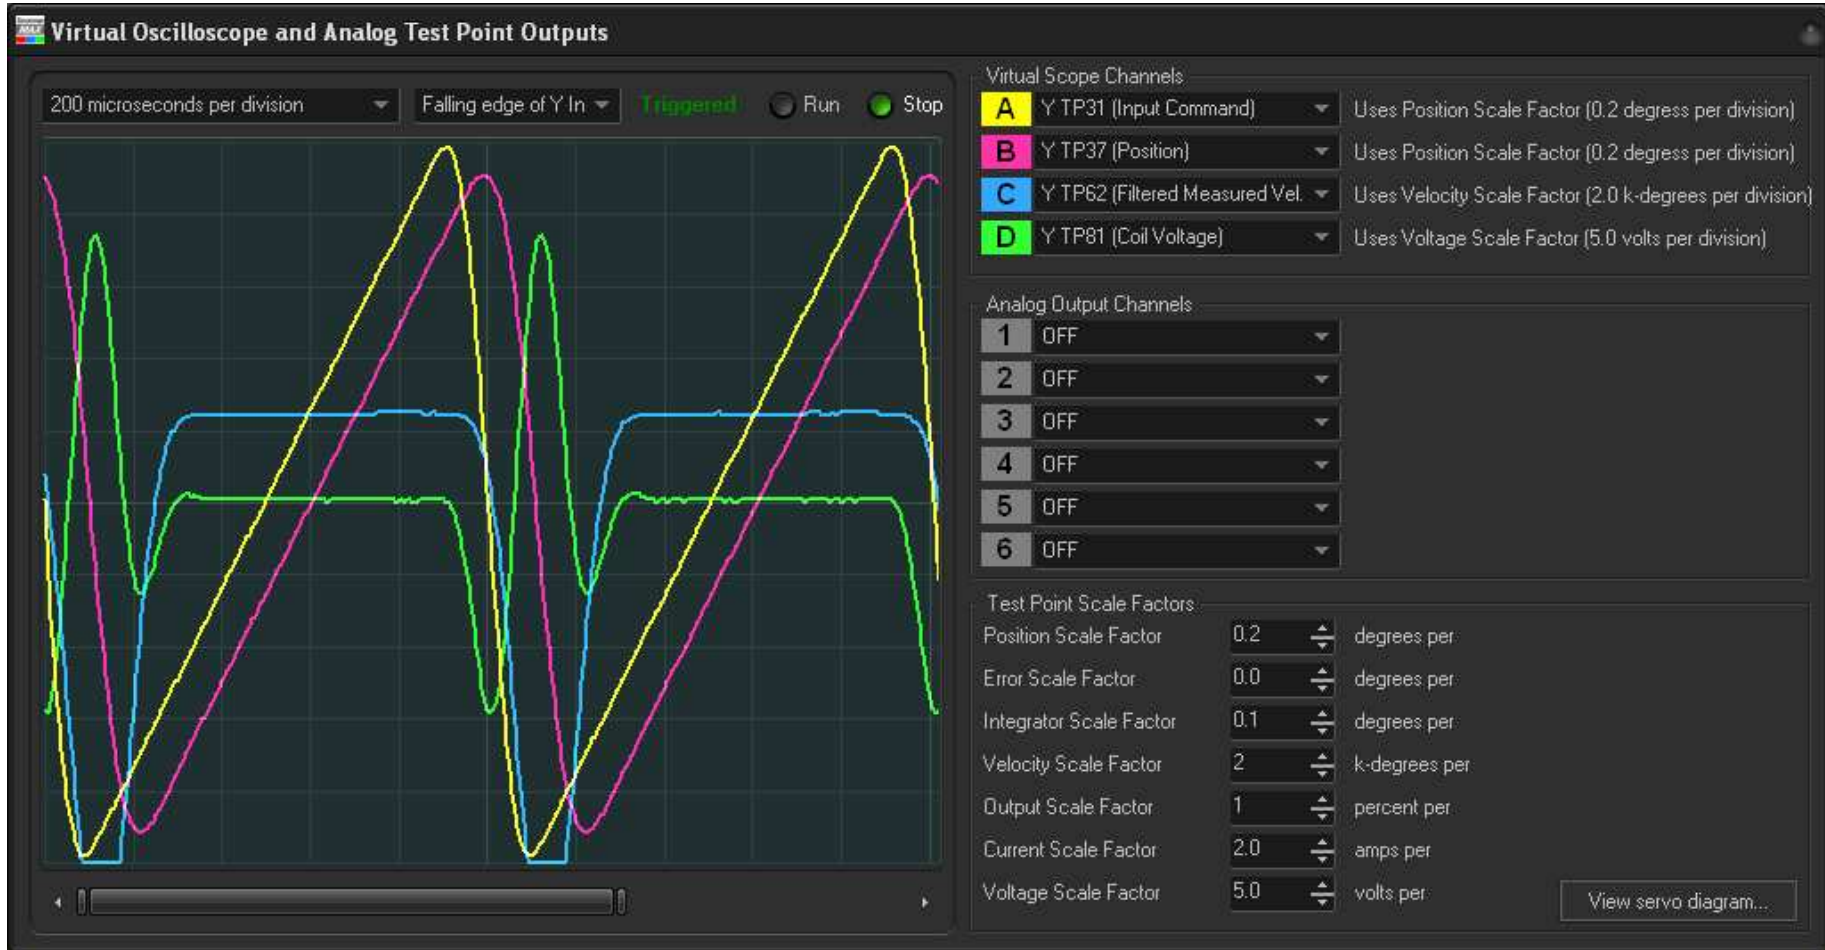 Virtual Oscilloscope and Analog Test Point Outputs
200 microseconds per division
Falling edge of Y In
Triggered
Run
Stop
Virtual Scope Channels
A Y TP31 (Input Command) Uses Position Scale Factor (0.2 degress per division)
B Y TP37 (Position) Uses Position Scale Factor (0.2 degress per division)
C Y TP62 (Filtered Measured Vel. Uses Velocity Scale Factor (2.0 k-degrees per division)
D Y TP81 (Coil Voltage) Uses Voltage Scale Factor (5.0 volts per division)
Analog Output Channels
1 OFF
2 OFF
3 OFF
4 OFF
5 OFF
6 OFF
Test Point Scale Factors
Position Scale Factor 0.2 degrees per
Error Scale Factor 0.0 degrees per
Integrator Scale Factor 0.1 degrees per
Velocity Scale Factor 2 k-degrees per
Output Scale Factor 1 percent per
Current Scale Factor 2.0 amps per
Voltage Scale Factor 5.0 volts per
View servo diagram...